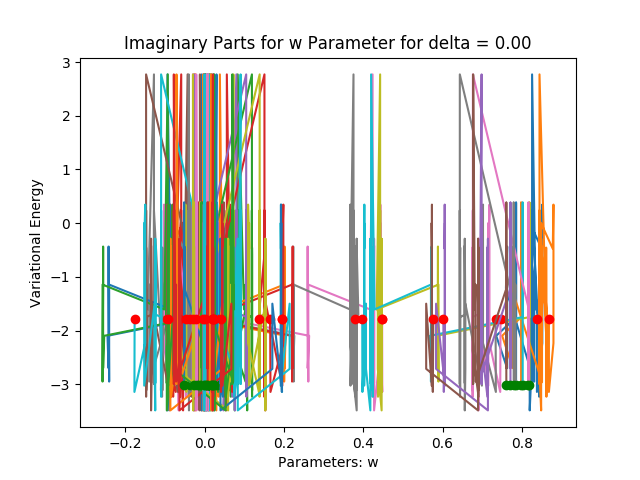 Imaginary Parts for w Parameter for delta = 0.00
3
2
1
0
−1
−2
−3
Variational Energy
−0.2 0.0 0.2 0.4 0.6 0.8
Parameters: w